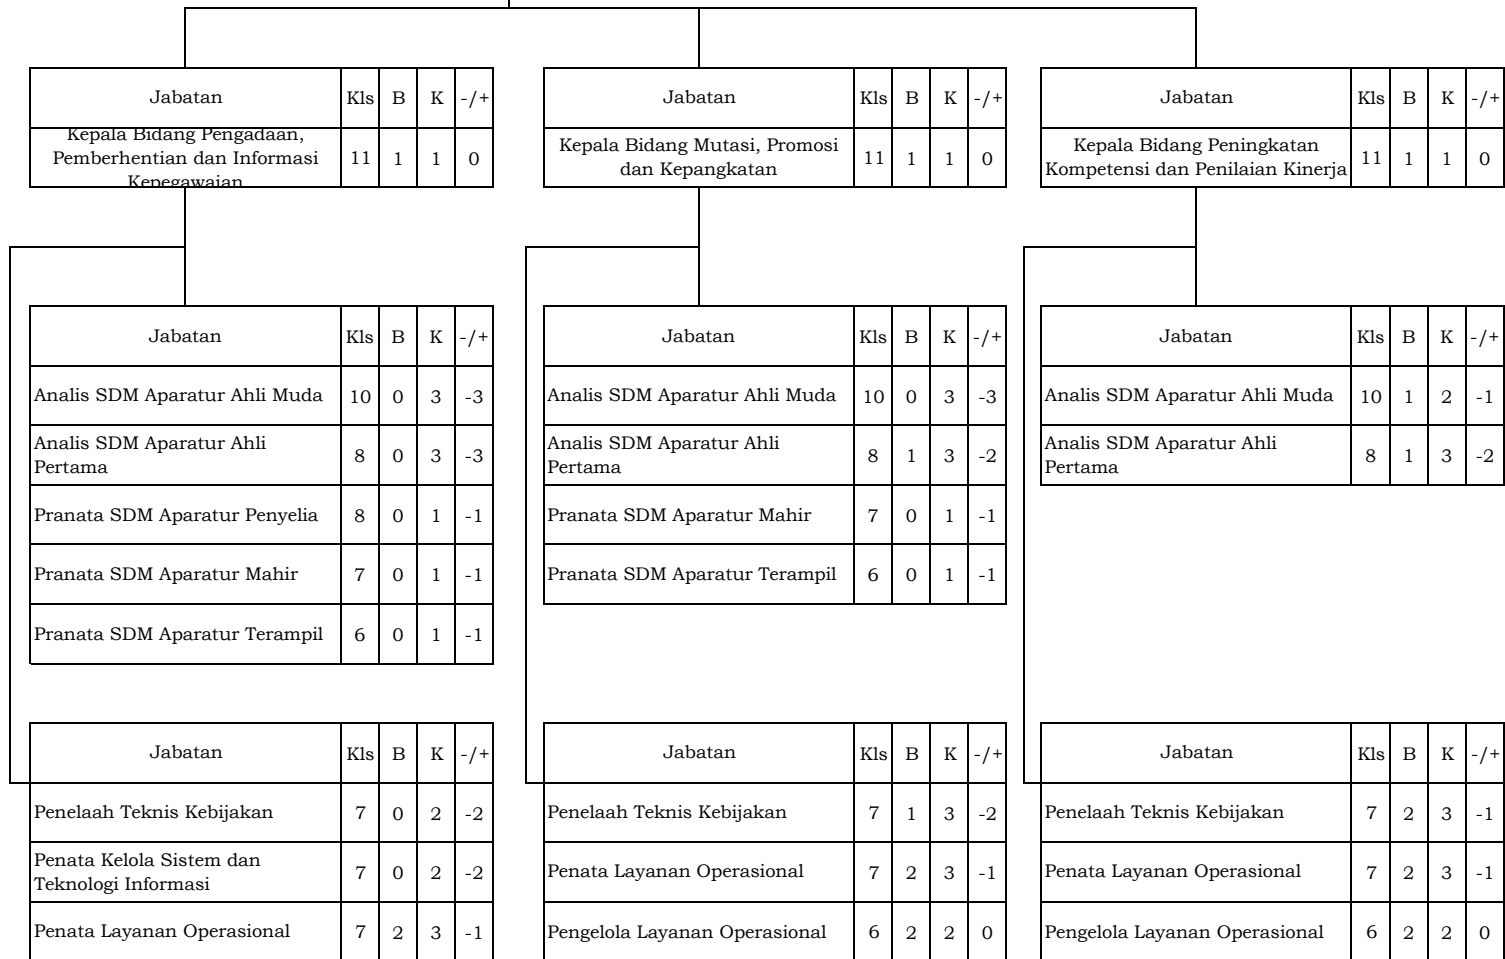 Jabatan Kls B K -/+
Kepala Bidang Pengadaan,
Pemberhentian dan Informasi
Kepegawaian
11 1 1 0
Jabatan Kls B K -/+
Kepala Bidang Mutasi, Promosi
dan Kepangkatan
11 1 1 0
Jabatan Kls B K -/+
Kepala Bidang Peningkatan
Kompetensi dan Penilaian Kinerja
11 1 1 0
Jabatan Kls B K -/+
Analis SDM Aparatur Ahli Muda 10 0 3 -3
Analis SDM Aparatur Ahli
Pertama
8 0 3 -3
Pranata SDM Aparatur Penyelia 8 0 1 -1
Pranata SDM Aparatur Mahir 7 0 1 -1
Pranata SDM Aparatur Terampil 6 0 1 -1
Jabatan Kls B K -/+
Analis SDM Aparatur Ahli Muda 10 0 3 -3
Analis SDM Aparatur Ahli
Pertama
8 1 3 -2
Pranata SDM Aparatur Mahir 7 0 1 -1
Pranata SDM Aparatur Terampil 6 0 1 -1
Jabatan Kls B K -/+
Analis SDM Aparatur Ahli Muda 10 1 2 -1
Analis SDM Aparatur Ahli
Pertama
8 1 3 -2
Jabatan Kls B K -/+
Penelaah Teknis Kebijakan 7 0 2 -2
Penata Kelola Sistem dan
Teknologi Informasi
7 0 2 -2
Penata Layanan Operasional 7 2 3 -1
Jabatan Kls B K -/+
Penelaah Teknis Kebijakan 7 1 3 -2
Penata Layanan Operasional 7 2 3 -1
Pengelola Layanan Operasional 6 2 2 0
Jabatan Kls B K -/+
Penelaah Teknis Kebijakan 7 2 3 -1
Penata Layanan Operasional 7 2 3 -1
Pengelola Layanan Operasional 6 2 2 0